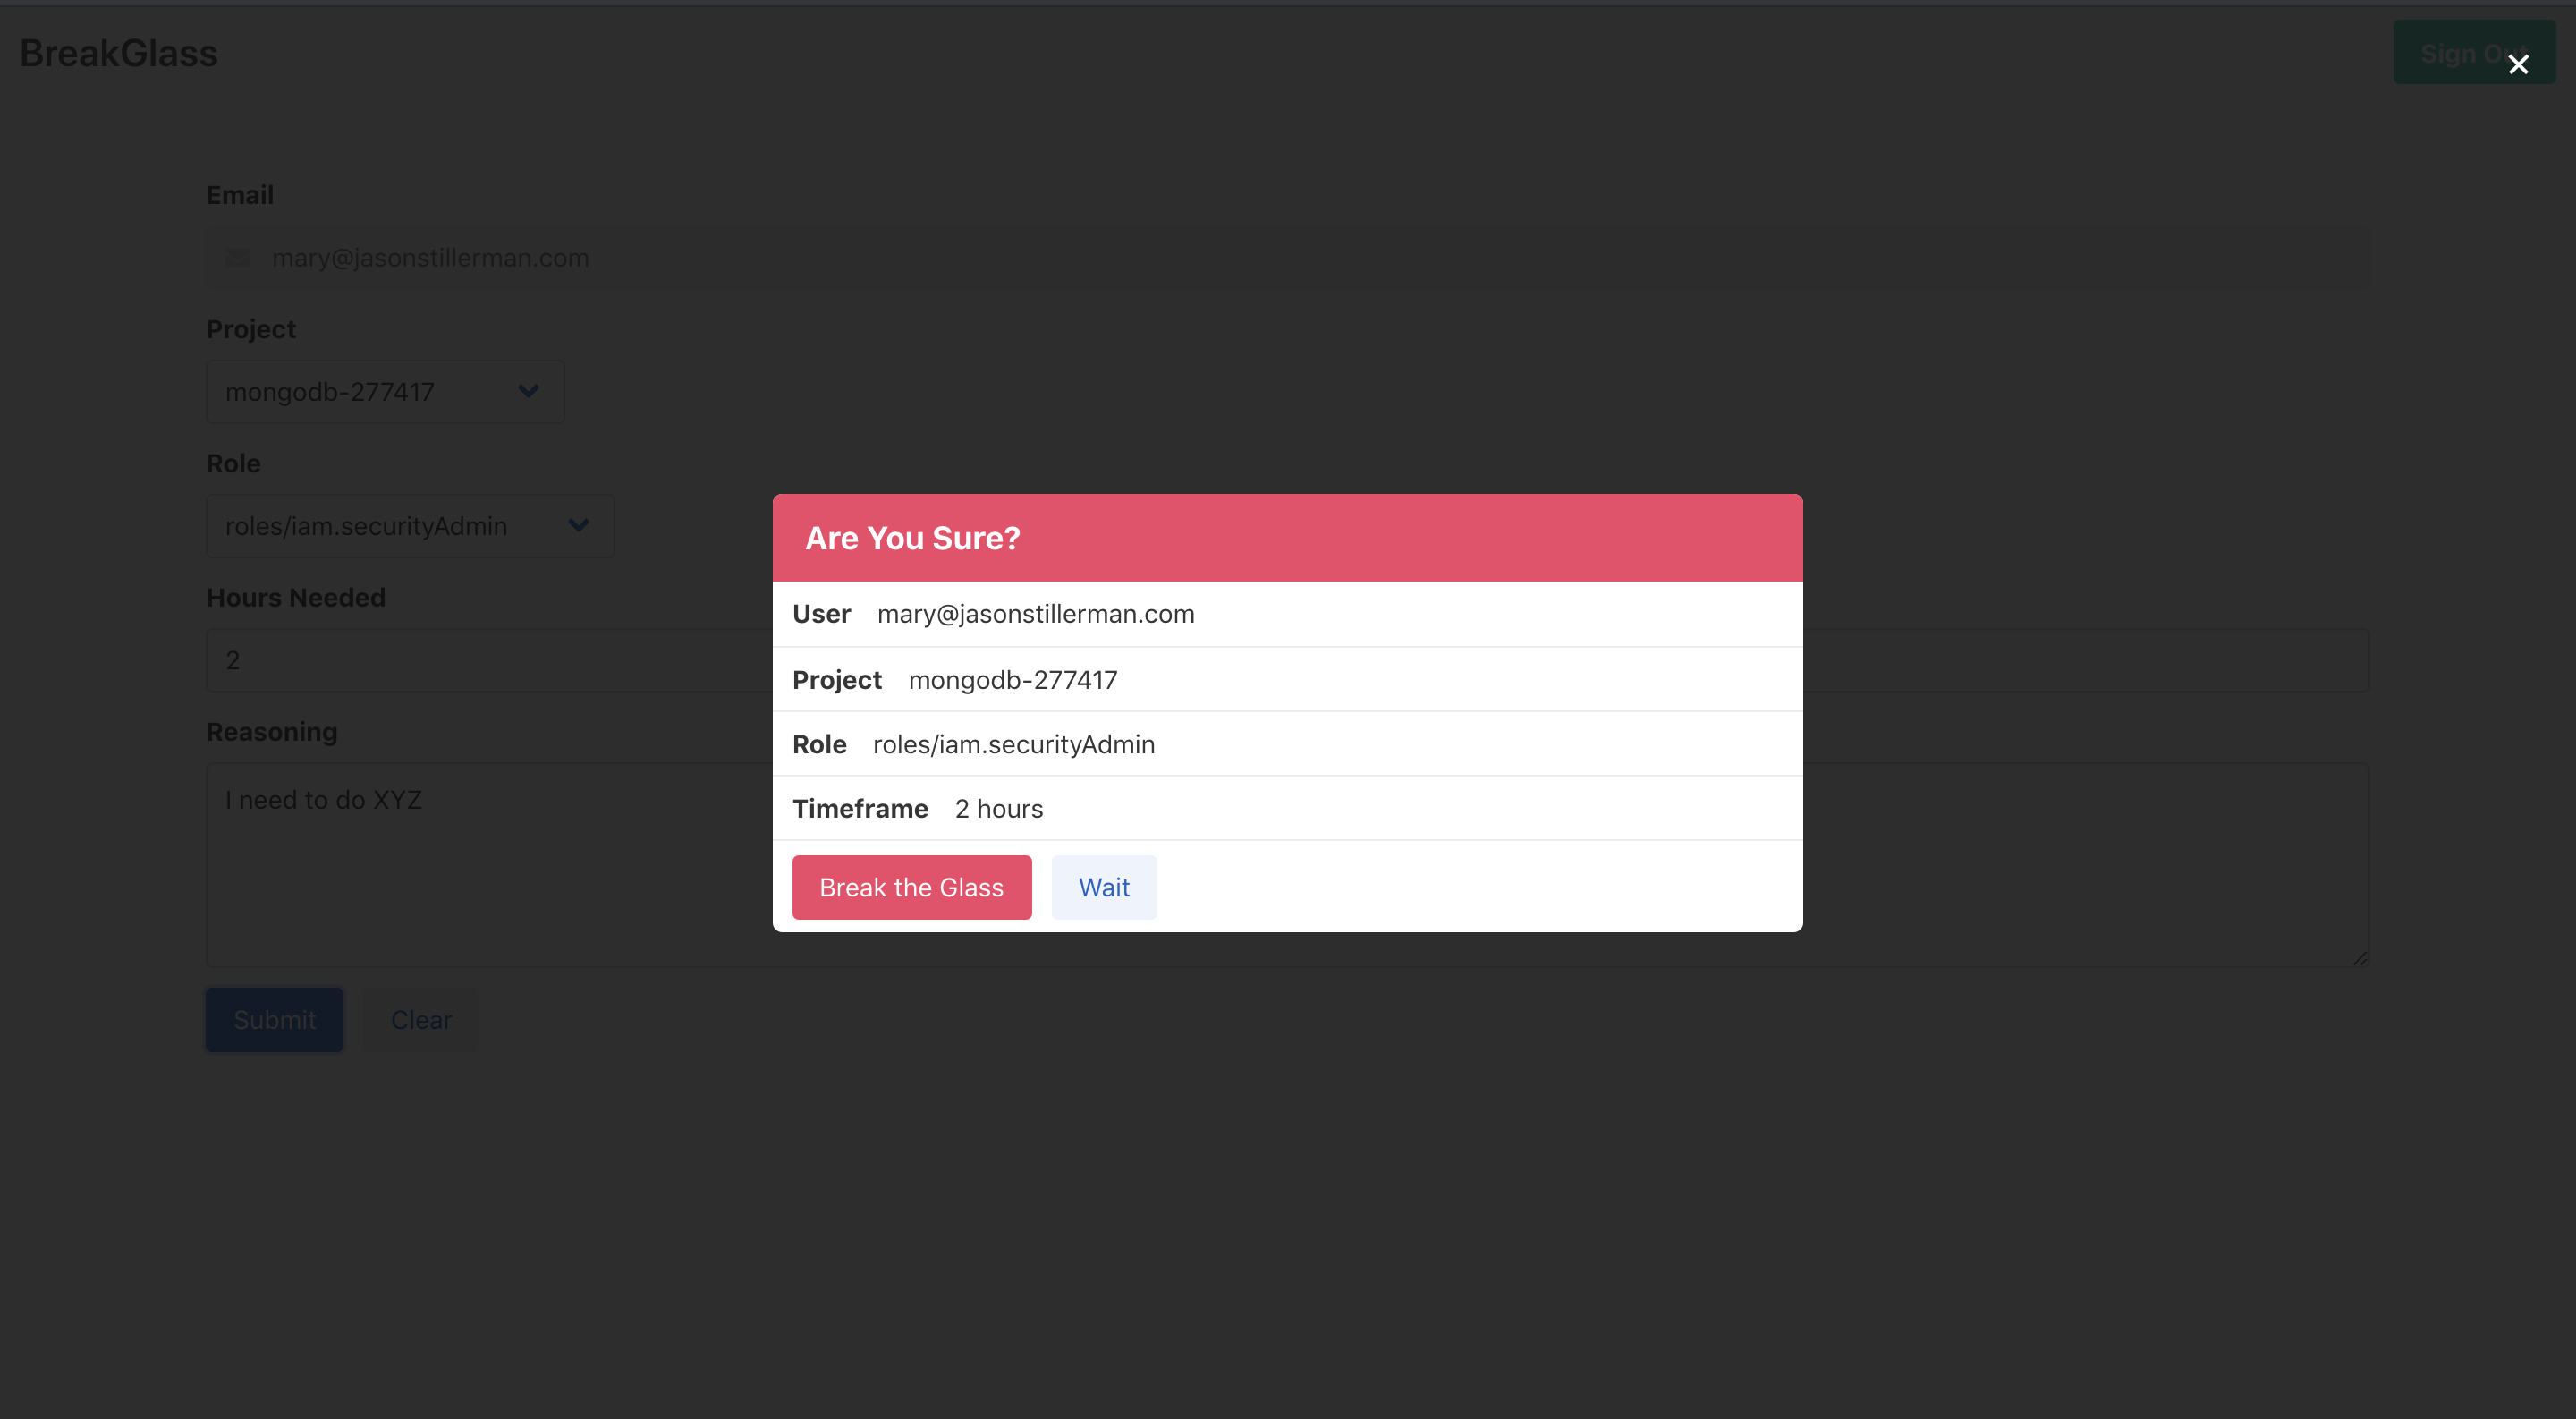 BreakGlass
Sign Out
Email
mary@jasonstillerman.com
Project
mongodb-277417
Role
roles/iam.securityAdmin
Hours Needed
2
Reasoning
I need to do XYZ
Submit Clear
Are You Sure?
User mary@jasonstillerman.com
Project mongodb-277417
Role roles/iam.securityAdmin
Timeframe 2 hours
Break the Glass Wait